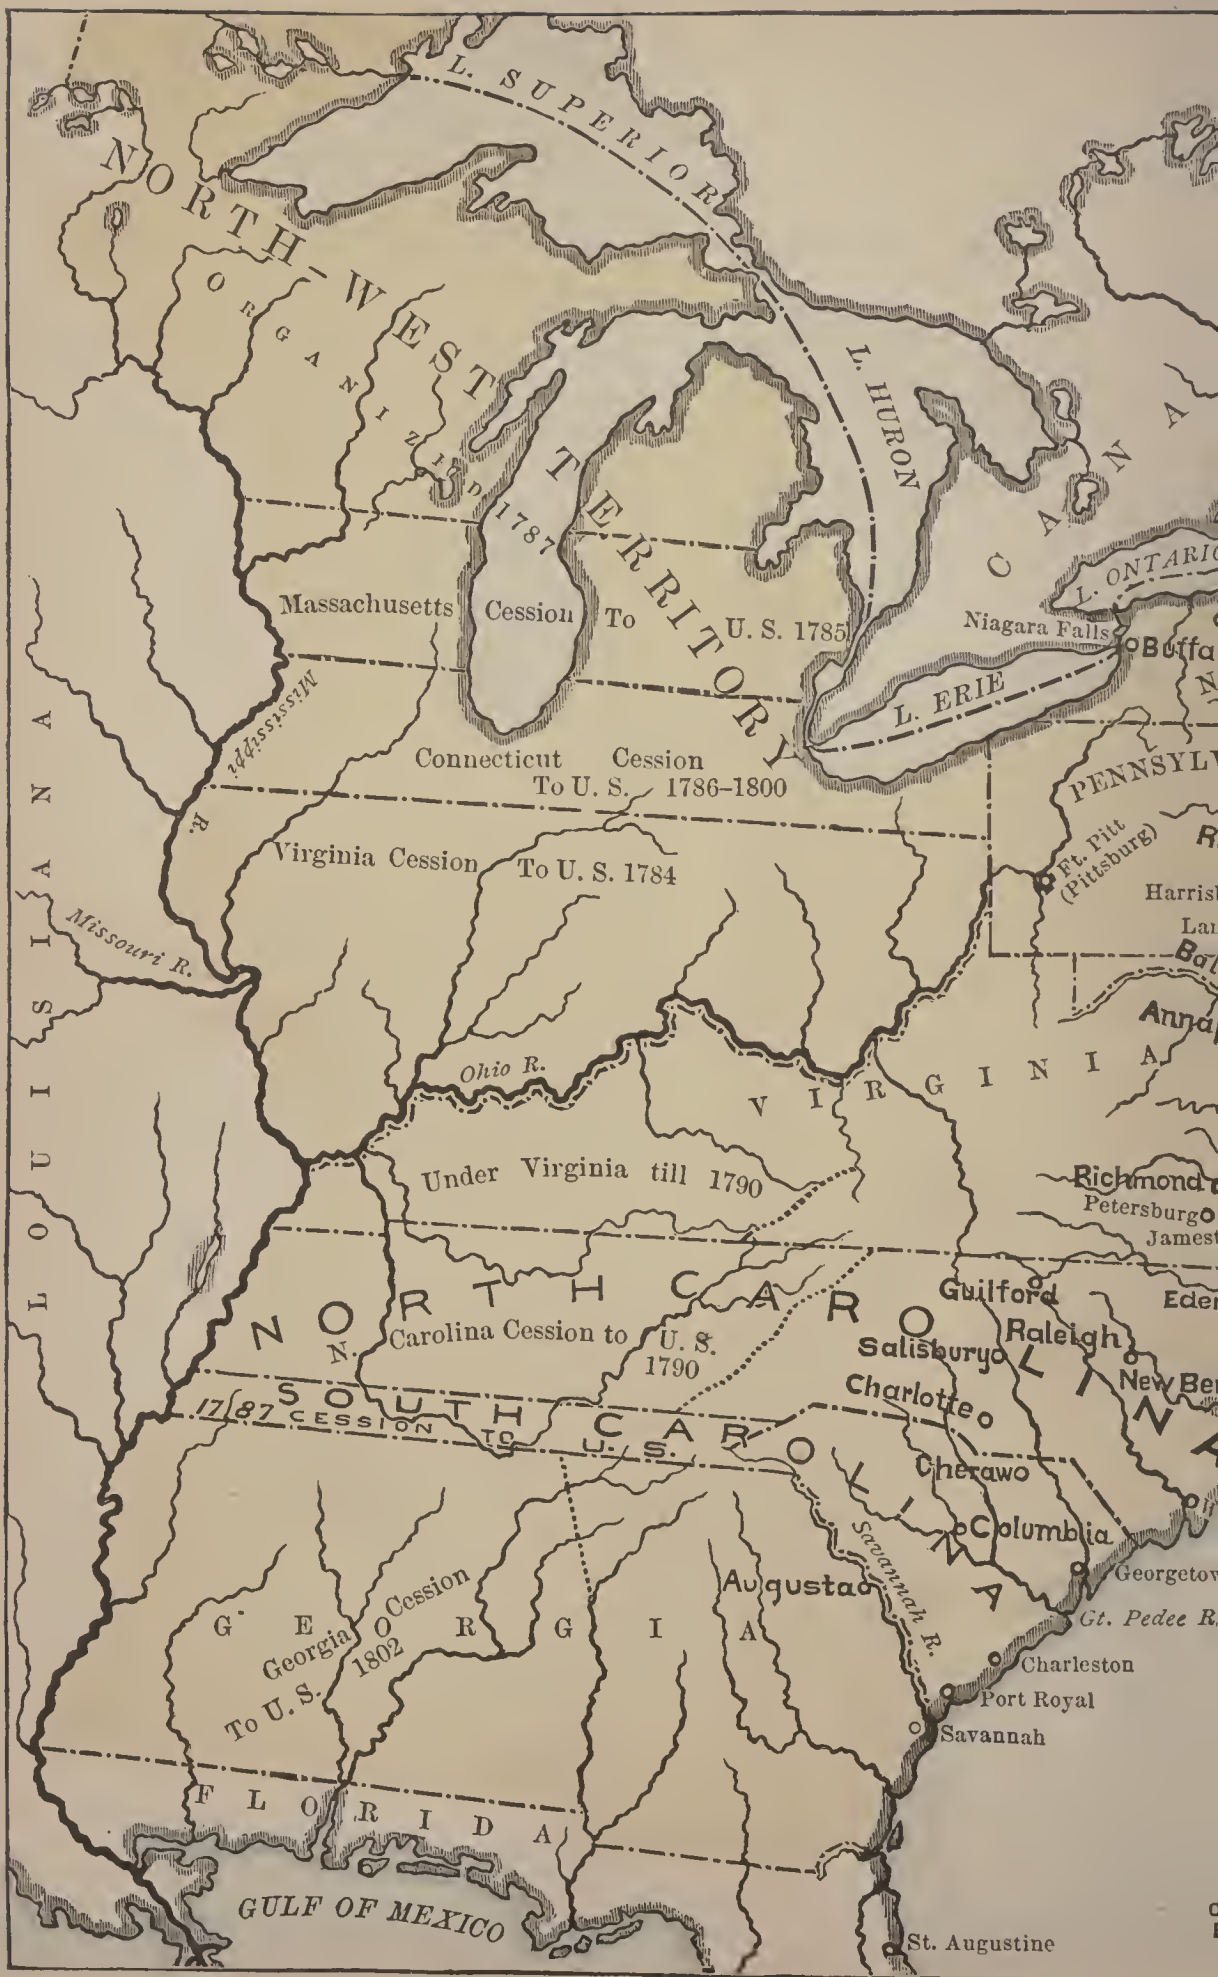 L. SUPERIOR
NORTH-WEST TERRITORY
ORGANIZED 1787
L. HURON
CANA
L. ONTARIO
Niagara Falls
Buffa
N
L. ERIE
Massachusetts Cession To U. S. 1785
Mississippi
R.
Connecticut Cession
To U. S. 1786–1800
PENNSYLV
Ft. Pitt
(Pittsburg)
R
Harrisb
Lan
Bal
Annap
Virginia Cession To U. S. 1784
Missouri R.
LOUISIANA
Ohio R.
VIRGINIA
Under Virginia till 1790
Richmond
Petersburg
Jamest
NORTH CAROLINA
N. Carolina Cession to U. S.
1790
Guilford
Eden
Raleigh
Salisbury
New Ber
Charlotte
SOUTH CAROLINA
1787 CESSION TO U. S.
Cheraw
Columbia
Savannah R.
Augusta
Georgetow
Gt. Pedee R.
GEORGIA
Georgia Cession
To U. S. 1802
Charleston
Port Royal
Savannah
FLORIDA
GULF OF MEXICO
St. Augustine